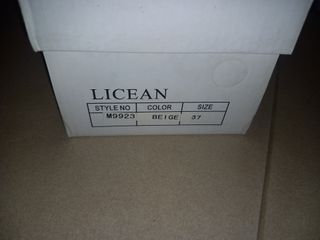 LICEAN
STYLE NO COLOR SIZE
M9923 BEIGE 37